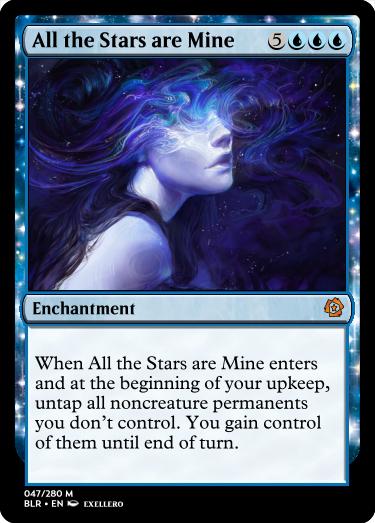 All the Stars are Mine 5
Enchantment
When All the Stars are Mine enters
and at the beginning of your upkeep,
untap all noncreature permanents
you don't control. You gain control
of them until end of turn.
047/280 M
BLR • EN EXELLERO